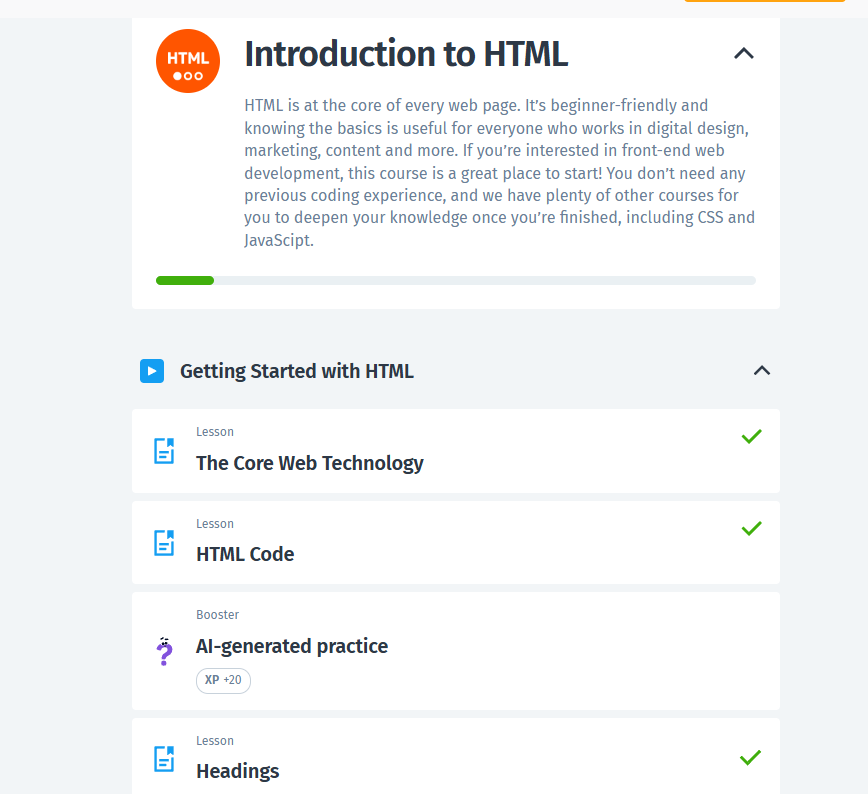 HTML
Introduction to HTML
HTML is at the core of every web page. It’s beginner-friendly and
knowing the basics is useful for everyone who works in digital design,
marketing, content and more. If you’re interested in front-end web
development, this course is a great place to start! You don’t need any
previous coding experience, and we have plenty of other courses for
you to deepen your knowledge once you’re finished, including CSS and
JavaScipt.
Getting Started with HTML
Lesson
The Core Web Technology
Lesson
HTML Code
Booster
AI-generated practice
XP +20
Lesson
Headings